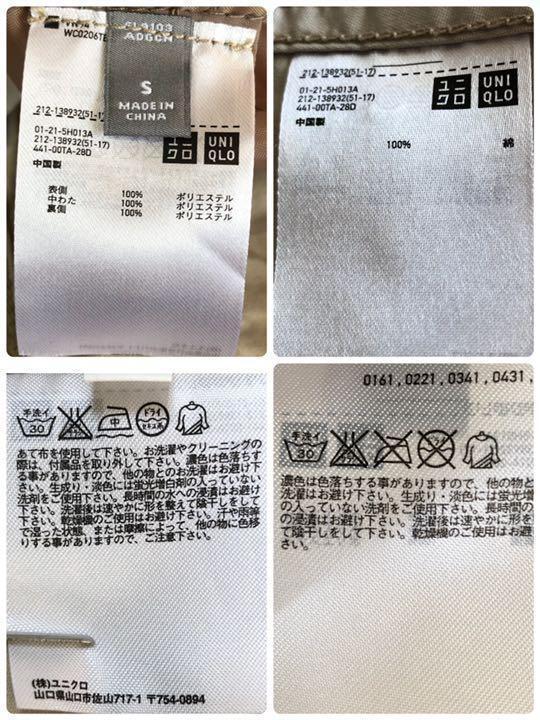 WC0206TE
FL9103
ADGCN
S
MADE IN
CHINA
212-138932(51-17)
01-21-5H013A
212-138932(51-17)
441-00TA-28D
ユニクロ
UNIQLO
中国製
表側 100% ポリエステル
中わた 100% ポリエステル
裏側 100% ポリエステル
212-138932(51-17)
01-21-5H013A
212-138932(51-17)
441-00TA-28D
ユニクロ
UNIQLO
中国製
100% 綿
手洗イ
30
中
ドライ
セキユ系
あて布を使用して下さい。お洗濯やクリーニングの
際は、付属品を取り外して下さい。濃色は色落ちす
る事がありますので、他の物とのお洗濯はお避け下
さい。生成り・淡色には蛍光増白剤の入っていない
洗剤をご使用下さい。長時間の水への浸漬はお避け
下さい。洗濯後は速やかに形を整えて陰干しをして
下さい。乾燥機のご使用はお避け下さい。汗や雨等
で湿った状態、または摩擦によって、他の物に色移
りする事がありますので、ご注意下さい。
(株)ユニクロ
山口県山口市佐山717-1 〒754-0894
0161,0221,0341,0431,
手洗イ
30
ドライ
濃色は色落ちする事がありますので、他の物と
洗濯はお避け下さい。生成り・淡色には蛍光増
の入っていない洗剤をご使用下さい。長時間の
の浸漬はお避け下さい。洗濯後は速やかに形を
て陰干しをして下さい。乾燥機のご使用はお避
さい。